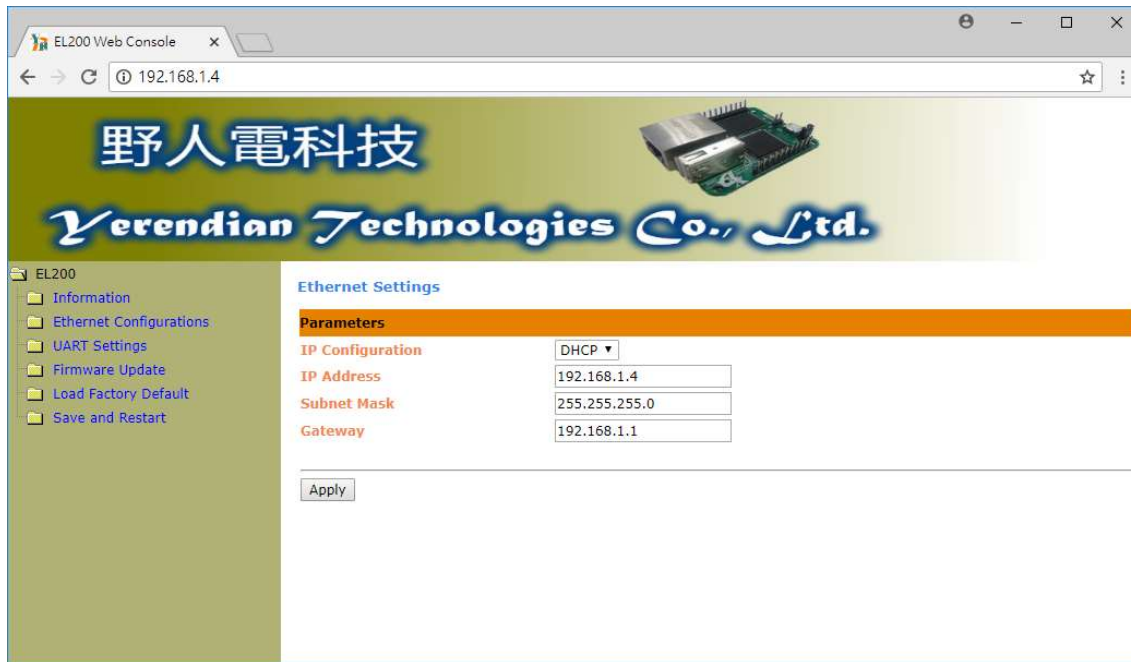 EL200 Web Console
192.168.1.4
野人電科技
Yerendian Technologies Co., Ltd.
EL200
Information
Ethernet Configurations
UART Settings
Firmware Update
Load Factory Default
Save and Restart
Ethernet Settings
Parameters
IP Configuration DHCP
IP Address 192.168.1.4
Subnet Mask 255.255.255.0
Gateway 192.168.1.1
Apply